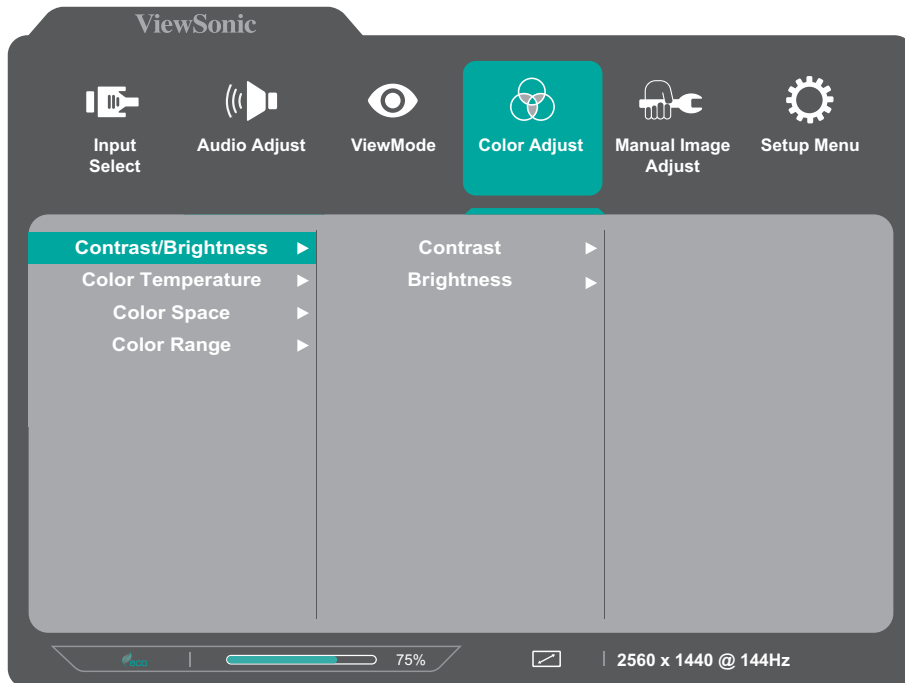 ViewSonic
Input
Select
Audio Adjust
ViewMode
Color Adjust
Manual Image
Adjust
Setup Menu
Contrast/Brightness
Color Temperature
Color Space
Color Range
Contrast
Brightness
eco
75%
2560 x 1440 @ 144Hz